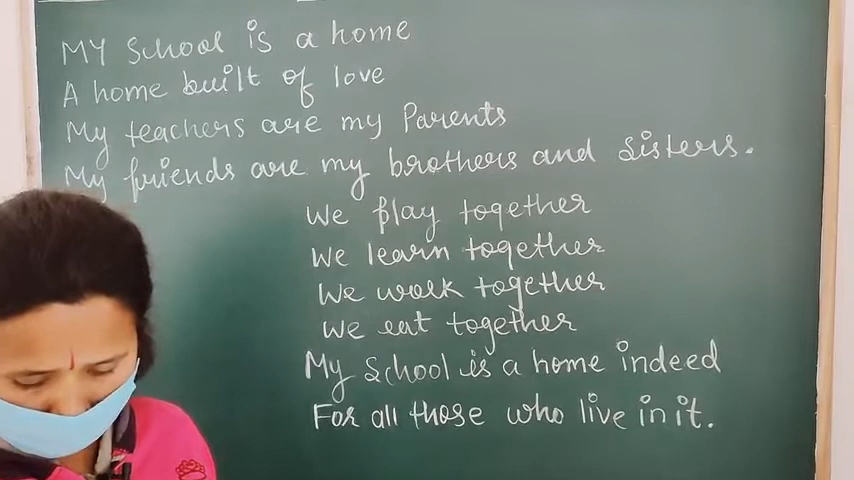 MY School is a home
A home built of love
My teachers are my Parents
My friends are my brothers and sisters.
We play together
We learn together
We work together
We eat together
My School is a home indeed
For all those who live in it.